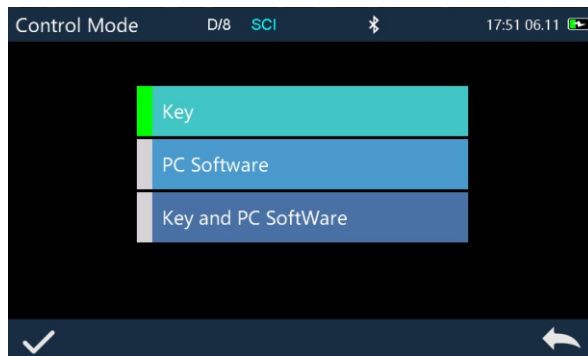 Control Mode D/8 SCI 17:51 06.11
Key
PC Software
Key and PC SoftWare